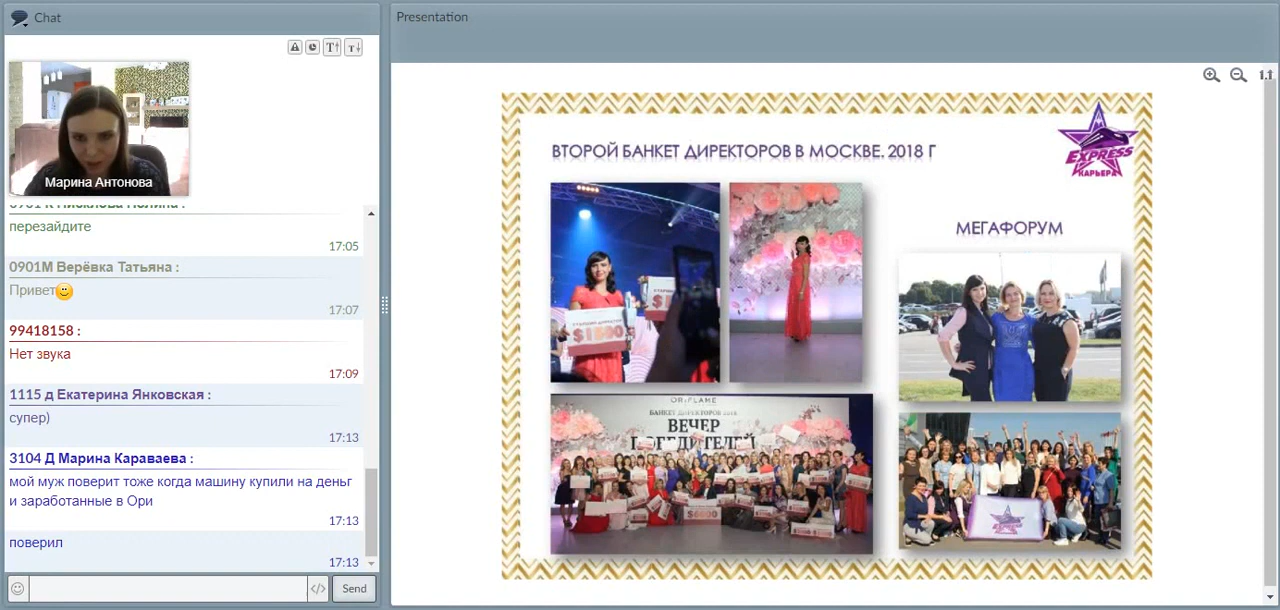 Chat
Марина Антонова
перезайдите
17:05
0901М Верёвка Татьяна :
Привет
17:07
99418158 :
Нет звука
17:09
1115 д Екатерина Янковская :
супер)
17:13
3104 Д Марина Караваева :
мой муж поверит тоже когда машину купили на деньг
и заработанные в Ори
17:13
поверил
17:13
Send
Presentation
1:1
ВТОРОЙ БАНКЕТ ДИРЕКТОРОВ В МОСКВЕ. 2018 Г
EXPRESS
КАРЬЕРА
МЕГАФОРУМ
ORIFLAME
БАНКЕТ ДИРЕКТОРОВ 2018
ВЕЧЕР
ПОБЕДИТЕЛЕЙ